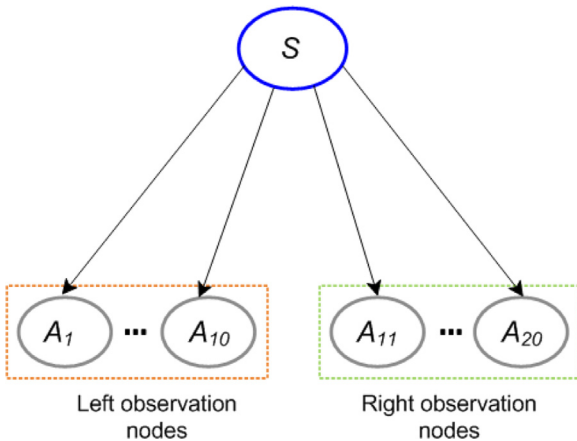 S
A1 ... A10 A11 ... A20
Left observation Right observation
nodes nodes